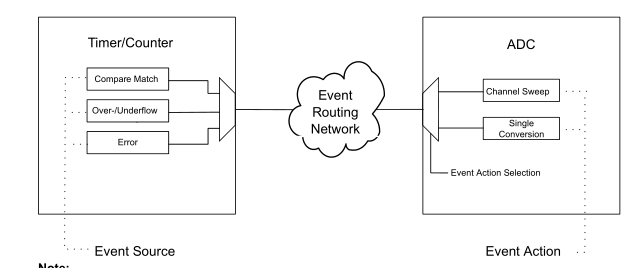 Timer/Counter
Compare Match
Over-/Underflow
Error
Event
Routing
Network
ADC
Channel Sweep
Single
Conversion
Event Action Selection
Event Source
Event Action
Note: